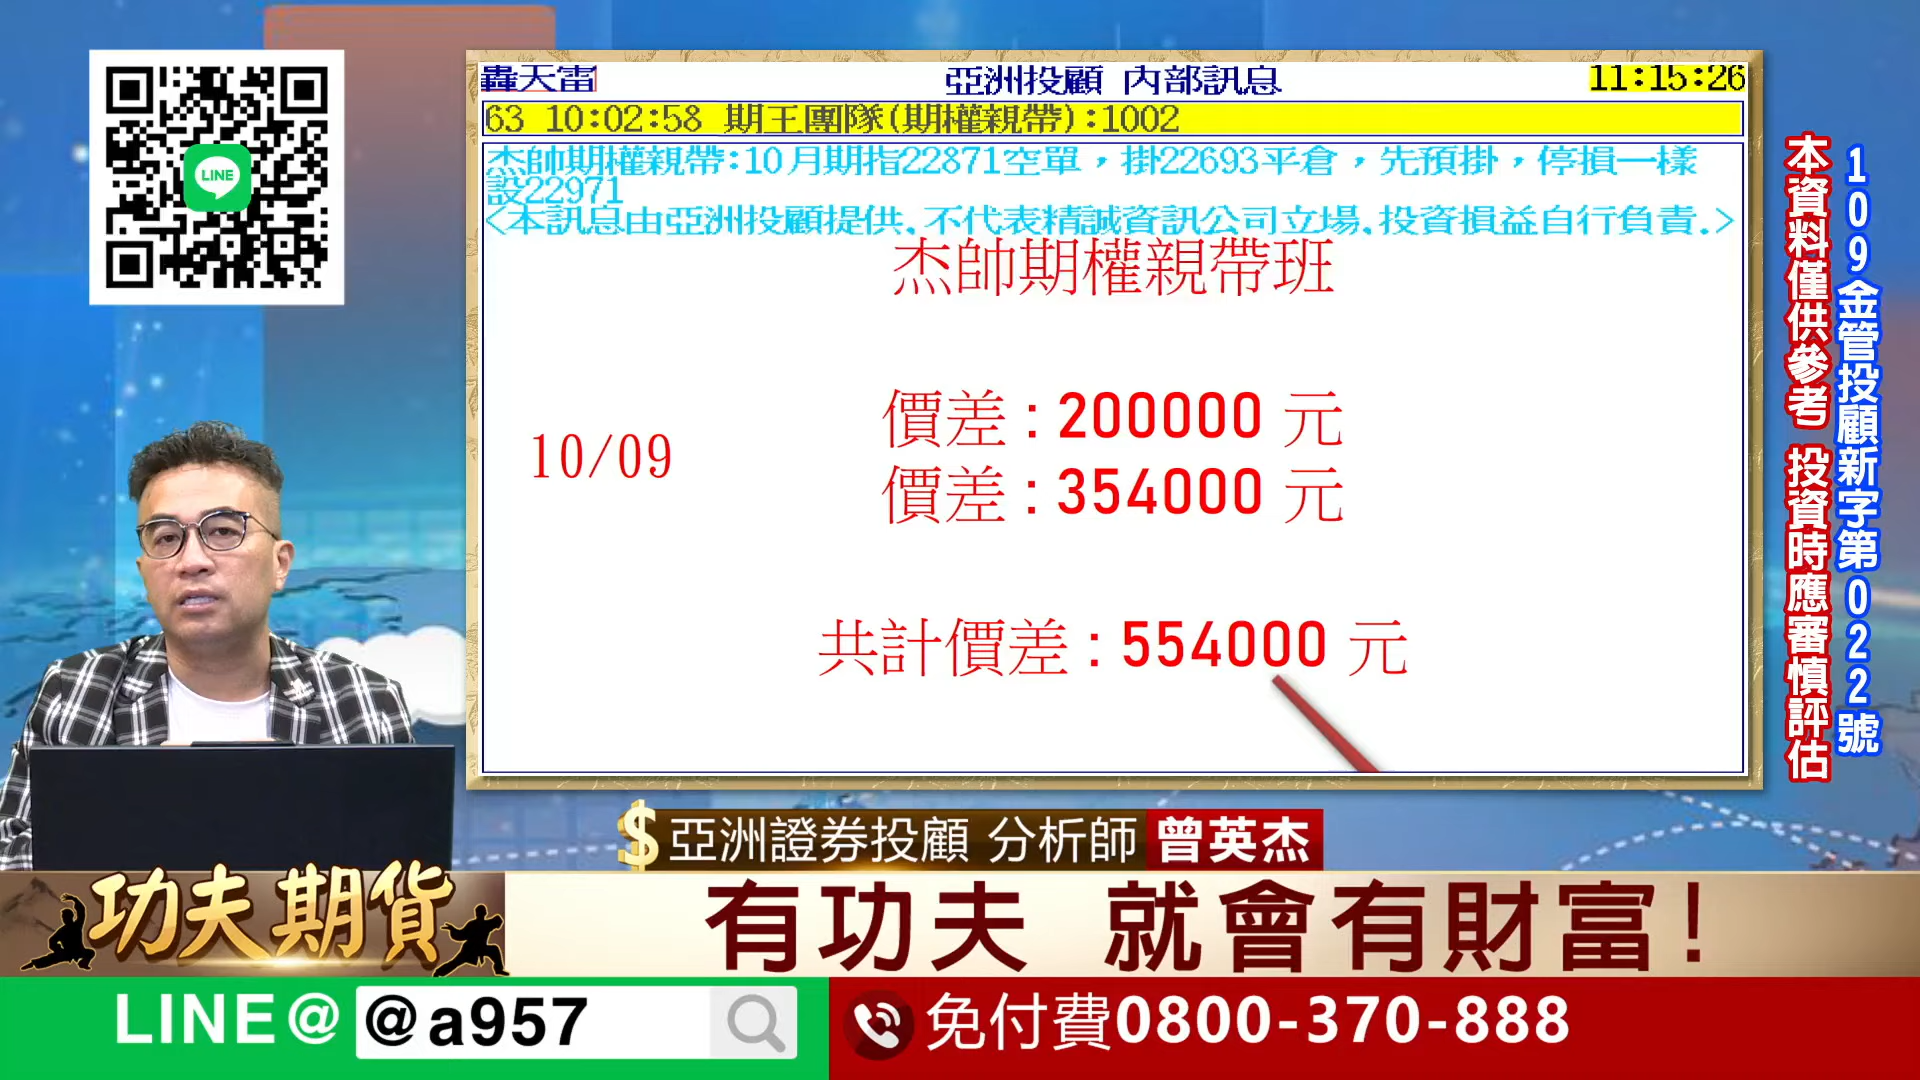 LINE
轟天雷
亞洲投顧 內部訊息
11:15:26
63 10:02:58 期王團隊(期權親帶):1002
杰帥期權親帶:10月期指22871空單，掛22693平倉，先預掛，停損一樣
設22971
<本訊息由亞洲投顧提供.不代表精誠資訊公司立場.投資損益自行負責.>
杰帥期權親帶班
10/09
價差 : 200000 元
價差 : 354000 元
共計價差 : 554000 元
109金管投顧新字第022號
本資料僅供參考 投資時應審慎評估
$ 亞洲證券投顧 分析師 曾英杰
功夫期貨
有功夫 就會有財富!
LINE@ @a957
免付費0800-370-888